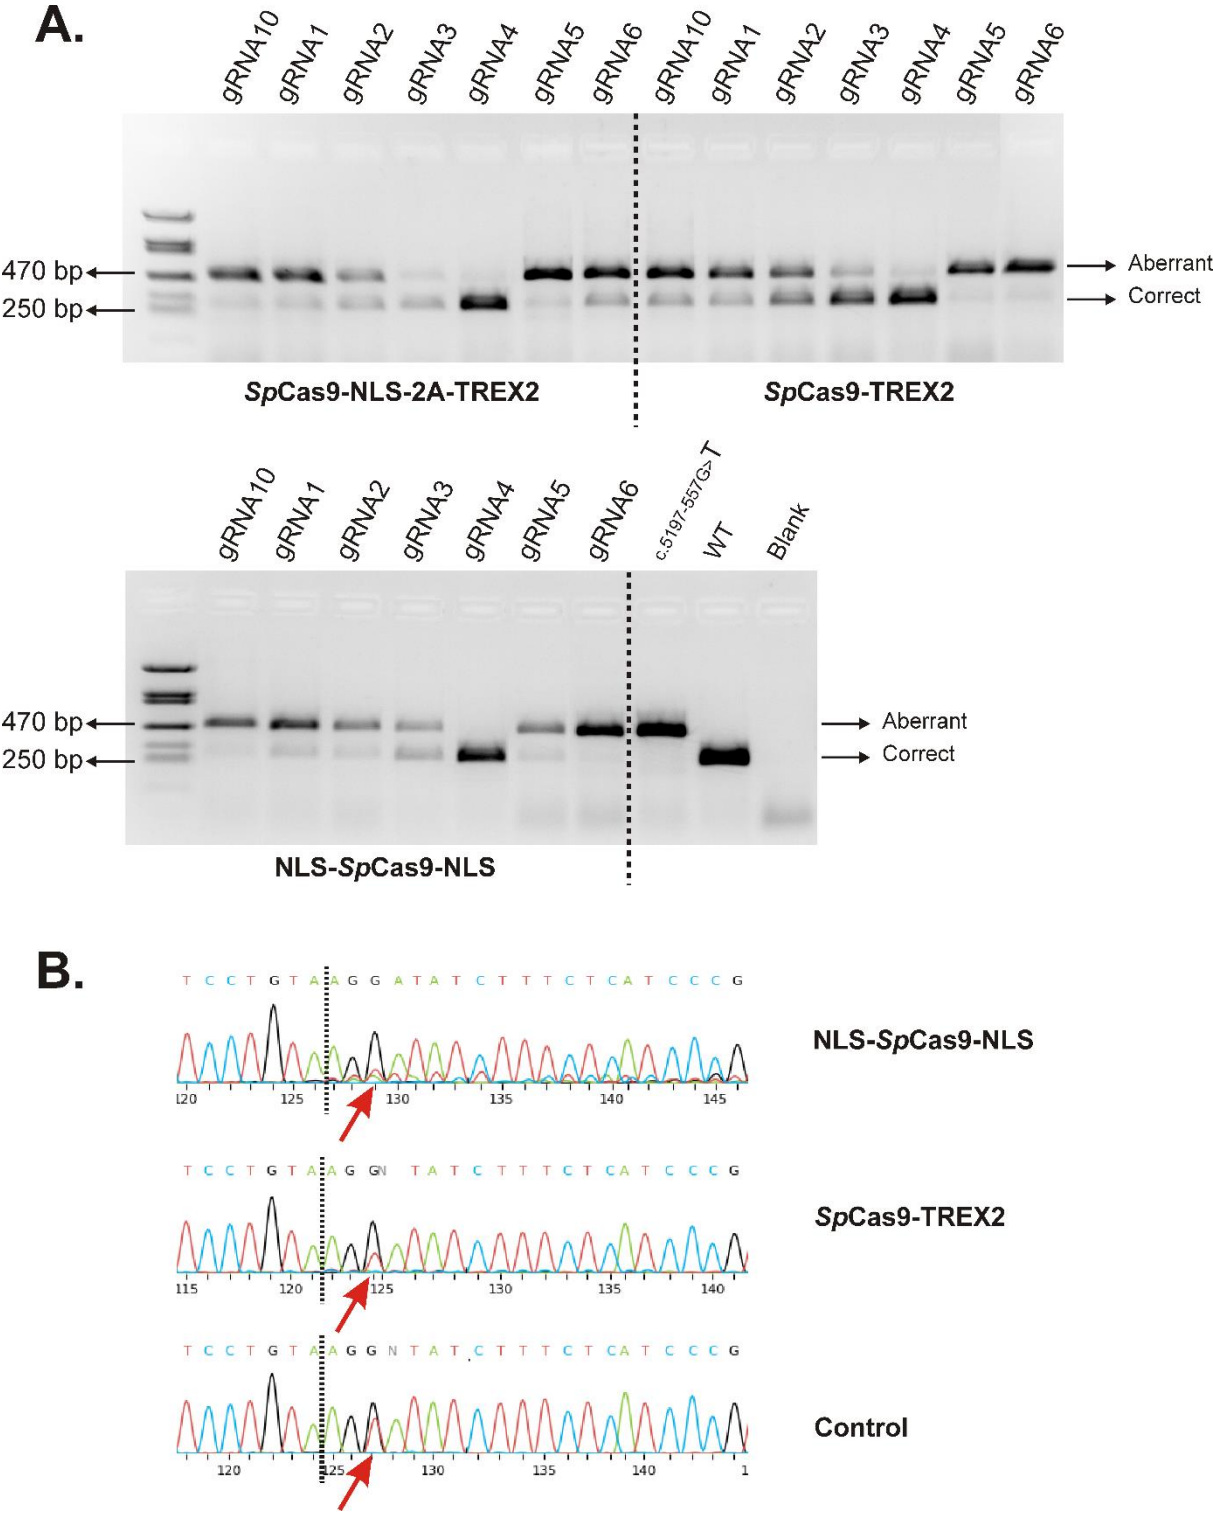 A.
gRNA10 gRNA1 gRNA2 gRNA3 gRNA4 gRNA5 gRNA6 gRNA10 gRNA1 gRNA2 gRNA3 gRNA4 gRNA5 gRNA6
470 bp Aberrant
250 bp Correct
SpCas9-NLS-2A-TREX2 SpCas9-TREX2
gRNA10 gRNA1 gRNA2 gRNA3 gRNA4 gRNA5 gRNA6 c.5197-557G>T WT Blank
470 bp Aberrant
250 bp Correct
NLS-SpCas9-NLS
B.
T C C T G T A A G G A T A T C T T T C T C A T C C C G
NLS-SpCas9-NLS
120 125 130 135 140 145
T C C T G T A A G G N T A T C T T T C T C A T C C C G
SpCas9-TREX2
115 120 125 130 135 140
T C C T G T A A G G N T A T C T T T C T C A T C C C G
Control
120 125 130 135 140 1